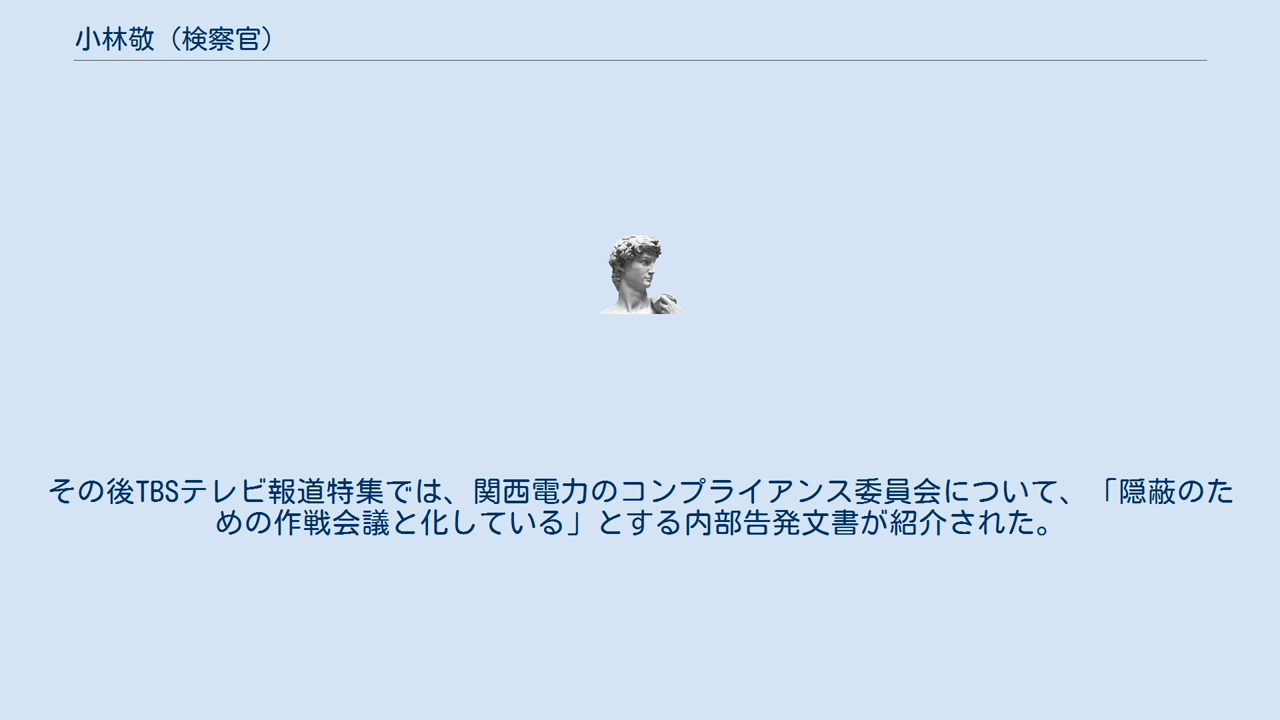 小林敬（検察官）
その後TBSテレビ報道特集では、関西電力のコンプライアンス委員会について、「隠蔽のた
めの作戦会議と化している」とする内部告発文書が紹介された。